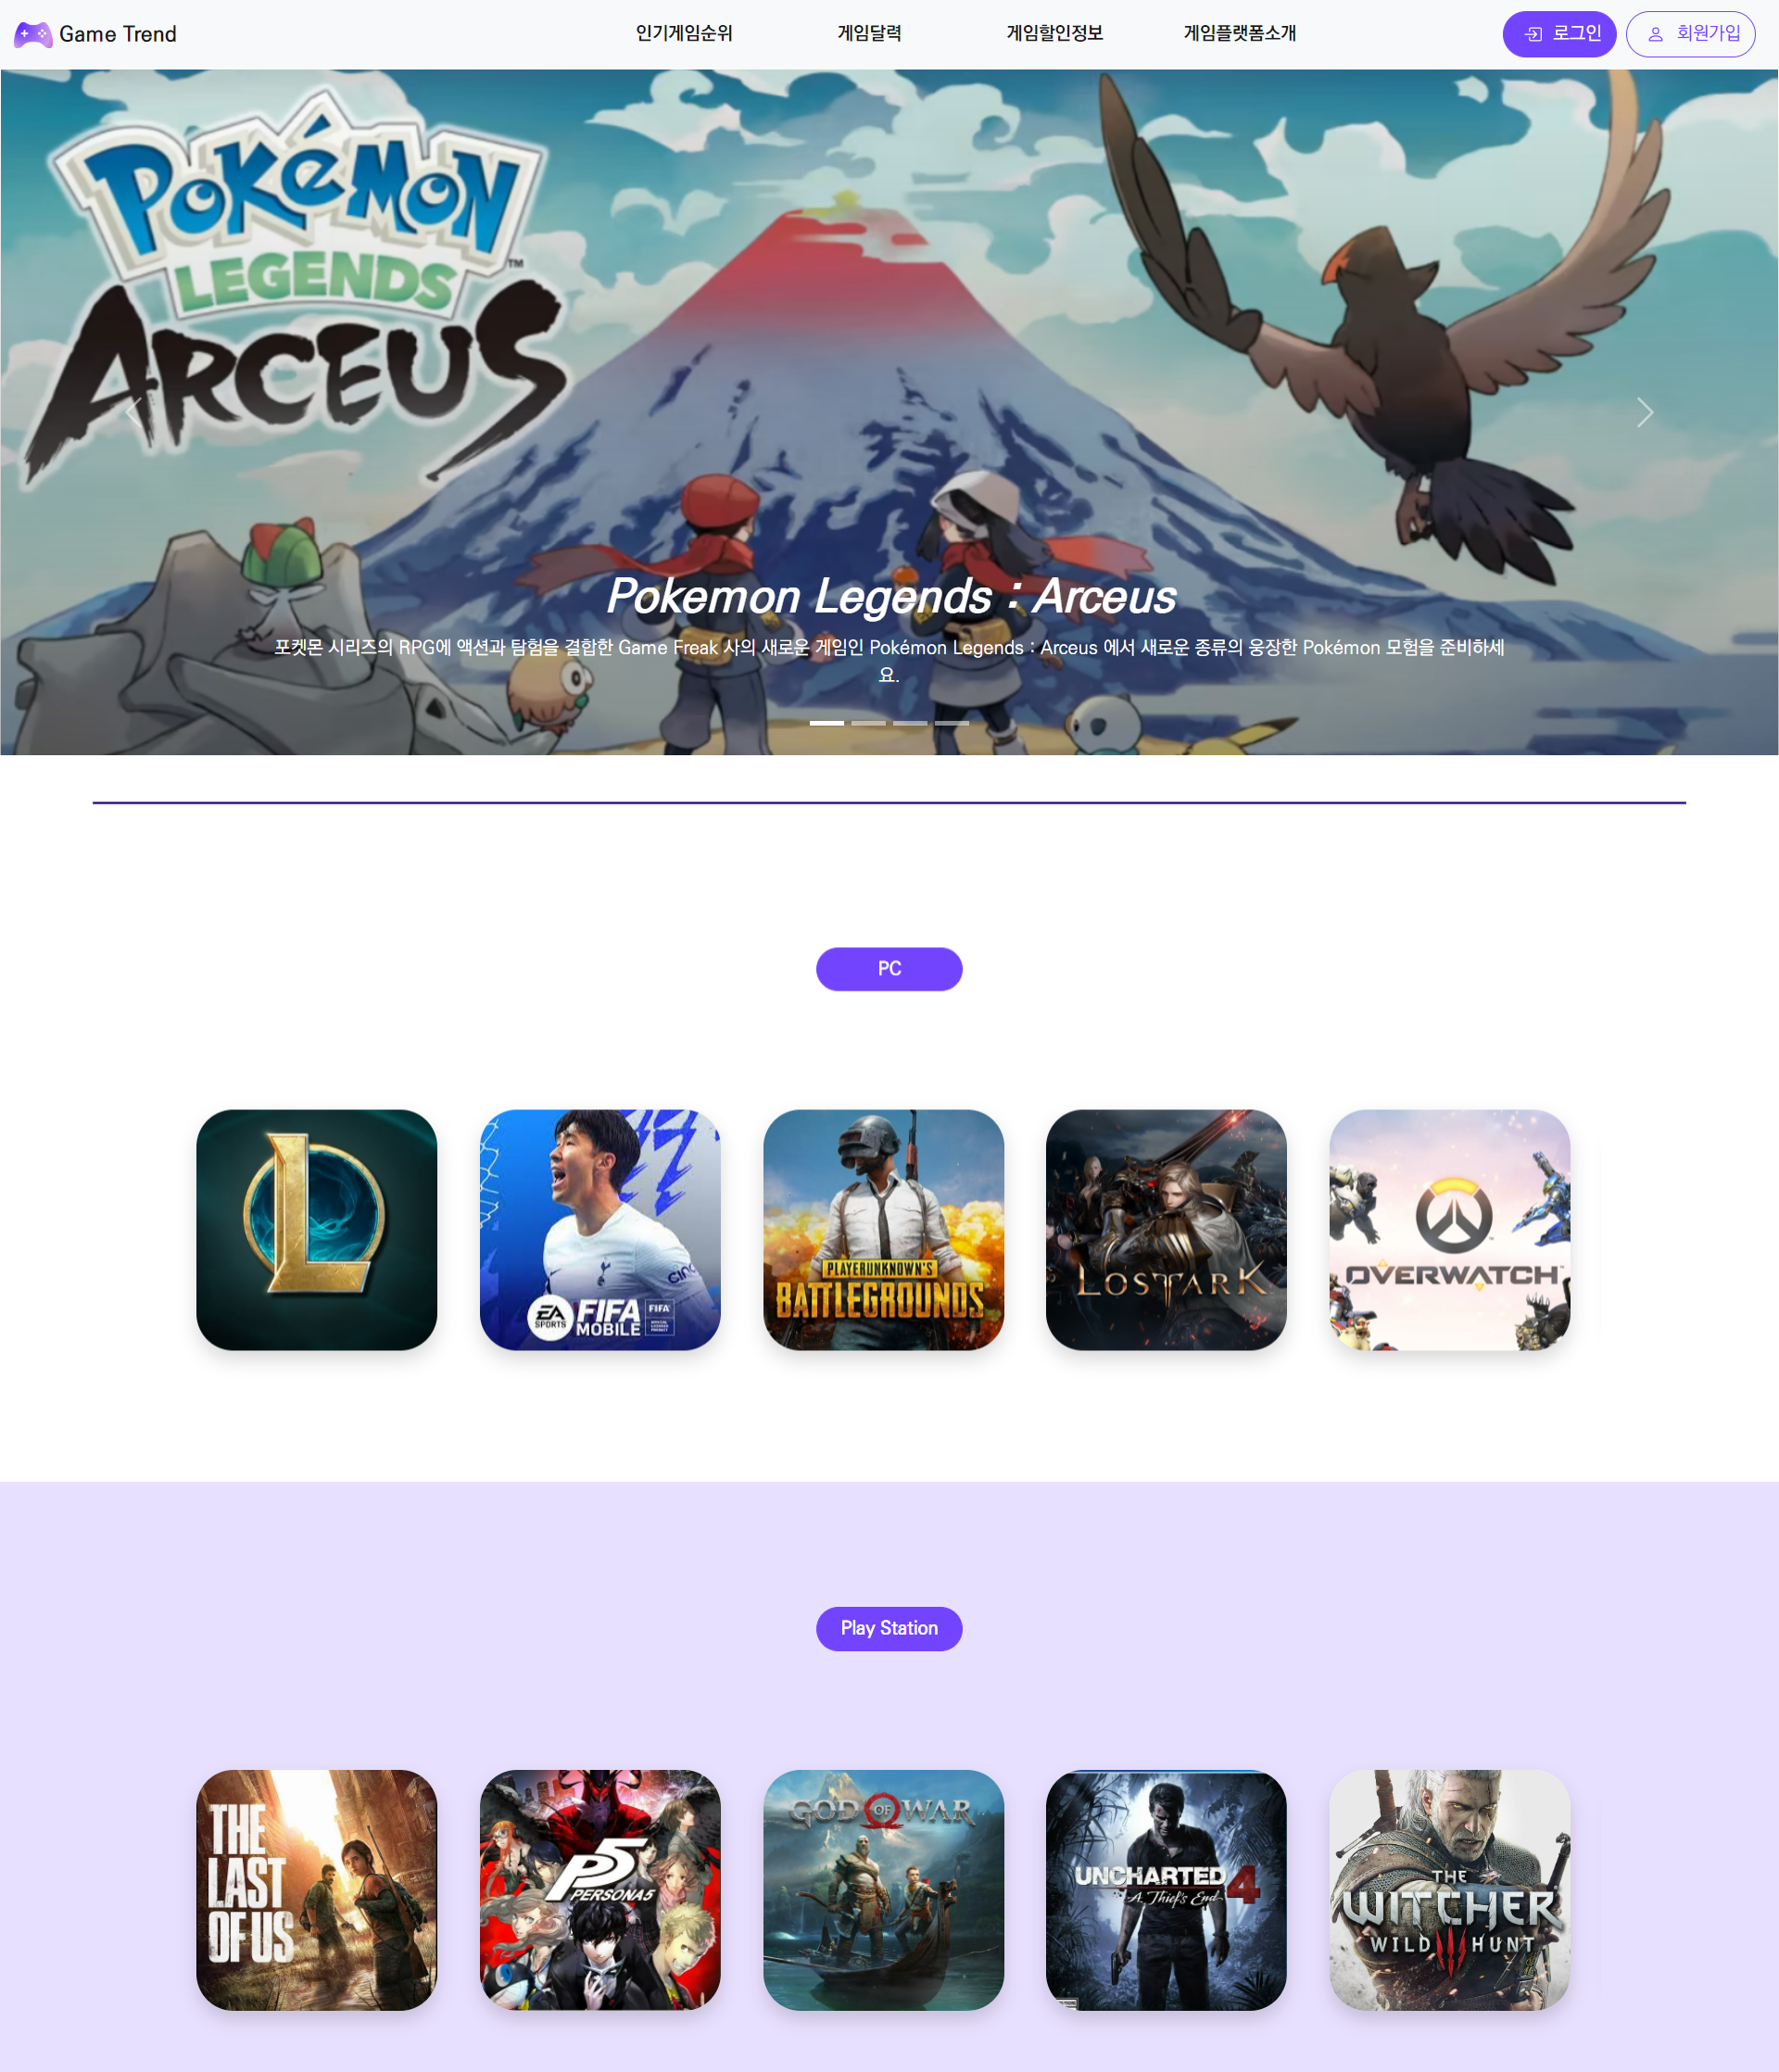 Game Trend
인기게임순위
게임달력
게임할인정보
게임플랫폼소개
로그인
회원가입
POKéMON
LEGENDS
TM
ARCEUS
Pokemon Legends : Arceus
포켓몬 시리즈의 RPG에 액션과 탐험을 결합한 Game Freak 사의 새로운 게임인 Pokémon Legends : Arceus 에서 새로운 종류의 웅장한 Pokémon 모험을 준비하세
요.
PC
EA
SPORTS
FIFA
MOBILE
FIFA
PLAYERUNKNOWN'S
BATTLEGROUNDS
LOST ARK
OVERWATCH
Play Station
THE
LAST
OF US
P5
PERSONA5
GOD OF WAR
UNCHARTED 4
A Thief's End
THE
WITCHER
WILD III HUNT